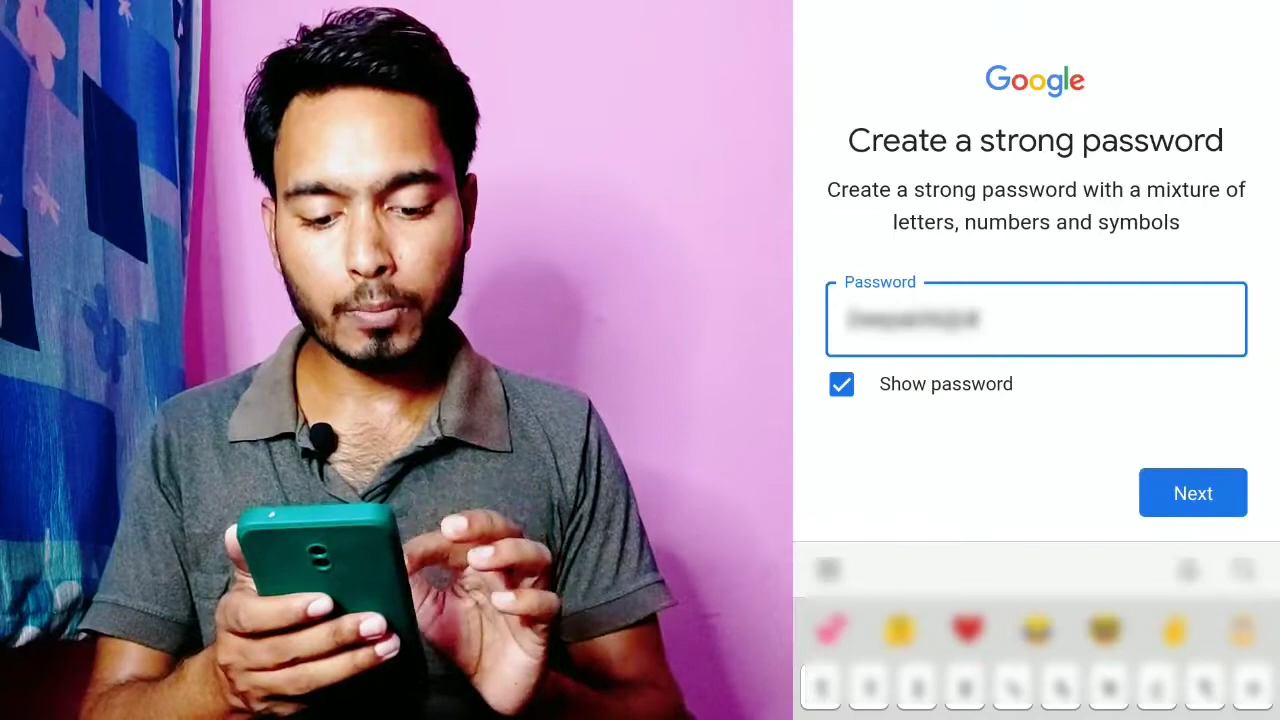 Google
Create a strong password
Create a strong password with a mixture of
letters, numbers and symbols
Password
Show password
Next